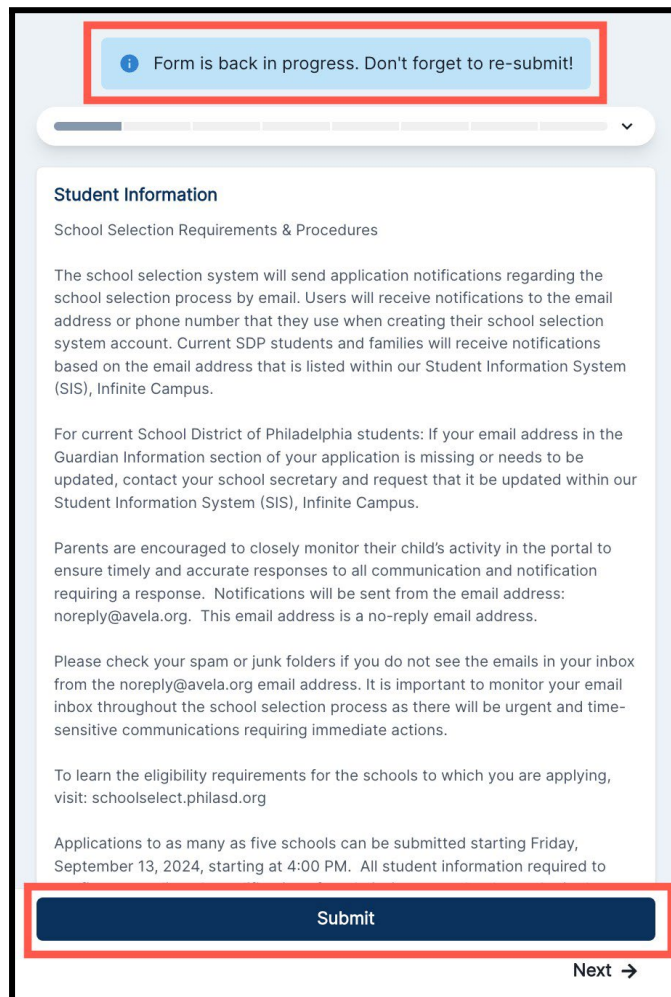 Form is back in progress. Don't forget to re-submit!
Student Information
School Selection Requirements & Procedures
The school selection system will send application notifications regarding the
school selection process by email. Users will receive notifications to the email
address or phone number that they use when creating their school selection
system account. Current SDP students and families will receive notifications
based on the email address that is listed within our Student Information System
(SIS), Infinite Campus.
For current School District of Philadelphia students: If your email address in the
Guardian Information section of your application is missing or needs to be
updated, contact your school secretary and request that it be updated within our
Student Information System (SIS), Infinite Campus.
Parents are encouraged to closely monitor their child’s activity in the portal to
ensure timely and accurate responses to all communication and notification
requiring a response.  Notifications will be sent from the email address:
noreply@avela.org.  This email address is a no-reply email address.
Please check your spam or junk folders if you do not see the emails in your inbox
from the noreply@avela.org email address. It is important to monitor your email
inbox throughout the school selection process as there will be urgent and time-
sensitive communications requiring immediate actions.
To learn the eligibility requirements for the schools to which you are applying,
visit: schoolselect.philasd.org
Applications to as many as five schools can be submitted starting Friday,
September 13, 2024, starting at 4:00 PM.  All student information required to
Submit
Next →